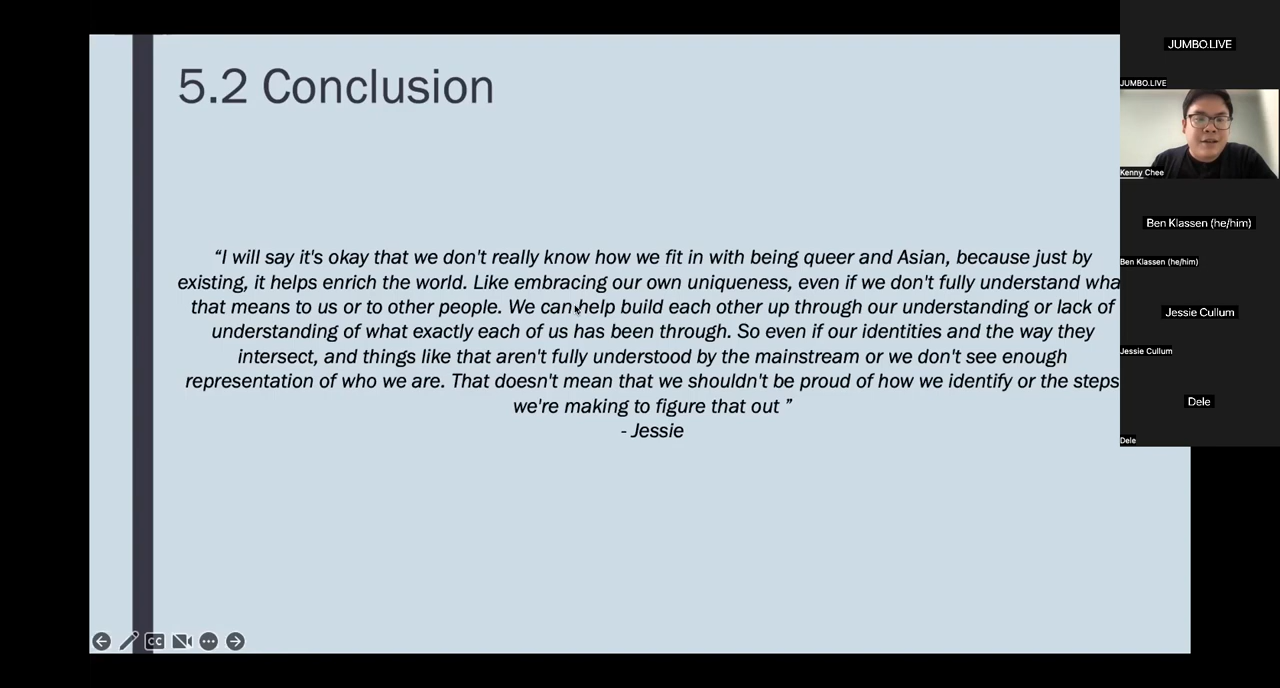 5.2 Conclusion
“I will say it's okay that we don't really know how we fit in with being queer and Asian, because just by
existing, it helps enrich the world. Like embracing our own uniqueness, even if we don't fully understand wha
that means to us or to other people. We can help build each other up through our understanding or lack of
understanding of what exactly each of us has been through. So even if our identities and the way they
intersect, and things like that aren't fully understood by the mainstream or we don't see enough
representation of who we are. That doesn't mean that we shouldn't be proud of how we identify or the steps
we're making to figure that out ”
- Jessie
CC
JUMBO.LIVE
JUMBO.LIVE
Kenny Chee
Ben Klassen (he/him)
Ben Klassen (he/him)
Jessie Cullum
Jessie Cullum
Dele
Dele